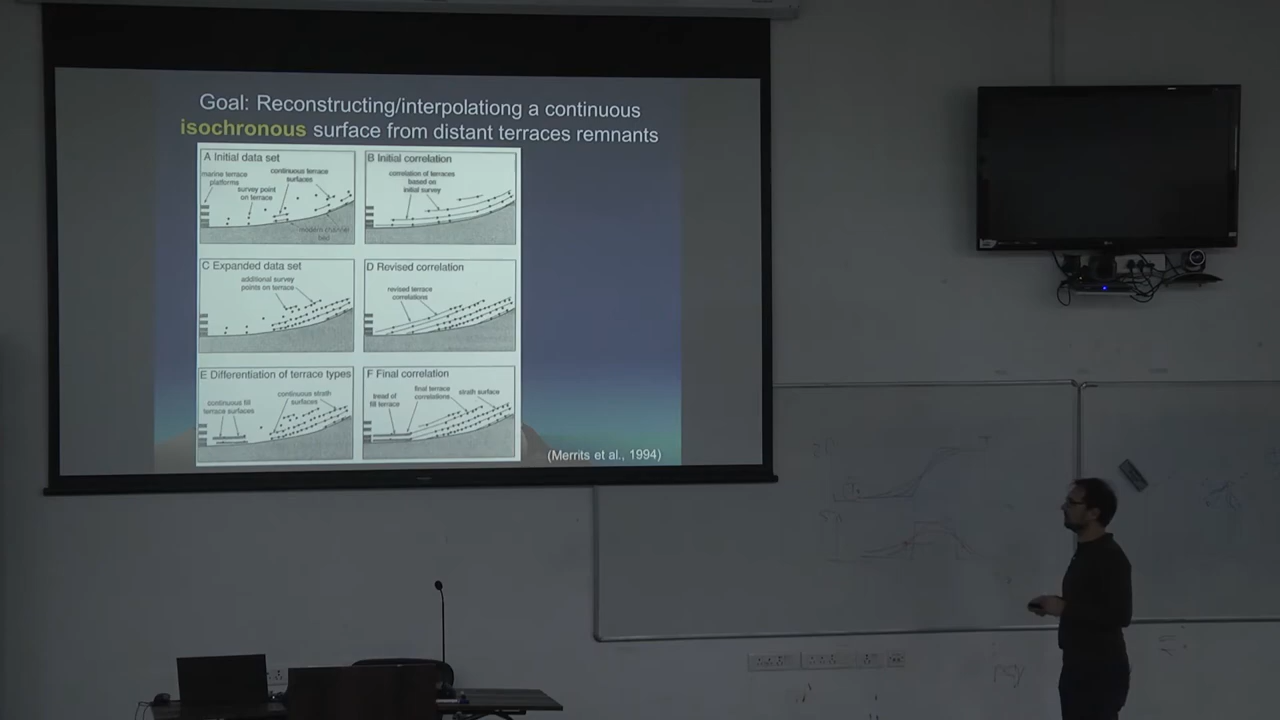 Goal: Reconstructing/interpolationg a continuous
isochronous surface from distant terraces remnants
A Initial data set
marine terrace
platforms
continuous terrace
surfaces
survey point
on terrace
modern channel
bed
B Initial correlation
correlation of terraces
based on
initial survey
C Expanded data set
additional survey
points on terrace
D Revised correlation
revised terrace
correlations
E Differentiation of terrace types
continuous fill
terrace surfaces
continuous strath
surfaces
F Final correlation
tread of
fill terrace
final terrace
correlations
strath surface
(Merrits et al., 1994)